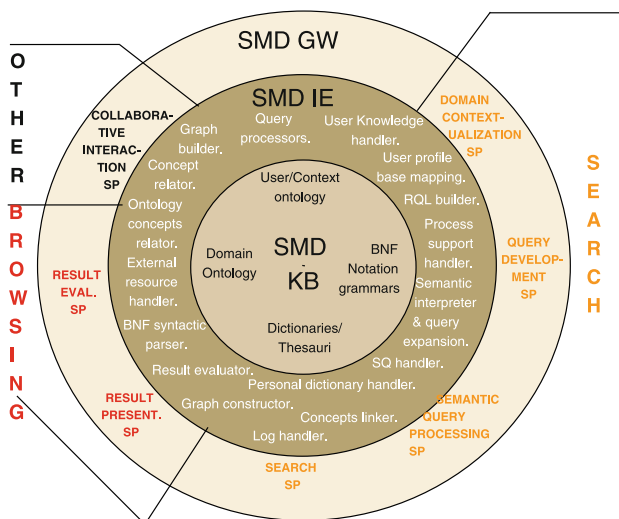 SMD GW
OTHER
BROWSING
SEARCH
COLLABORA-
TIVE
INTERAC-
TION
SP
RESULT
EVAL.
SP
RESULT
PRESENT.
SP
SEARCH
SP
SEMANTIC
QUERY
PROCESSING
SP
QUERY
DEVELOP-
MENT
SP
DOMAIN
CONTEXT-
UALIZATION
SP
SMD IE
Graph
builder.
Query
processors.
User Knowledge
handler.
Concept
relator.
User profile
base mapping.
Ontology
concepts
relator.
RQL builder.
External
resource
handler.
Process
support
handler.
BNF syntactic
parser.
Semantic
interpreter
& query
expansion.
Result evaluator.
SQ handler.
Personal dictionary handler.
Graph constructor.
Concepts linker.
Log handler.
User/Context
ontology
Domain
Ontology
SMD
-
KB
BNF
Notation
grammars
Dictionaries/
Thesauri